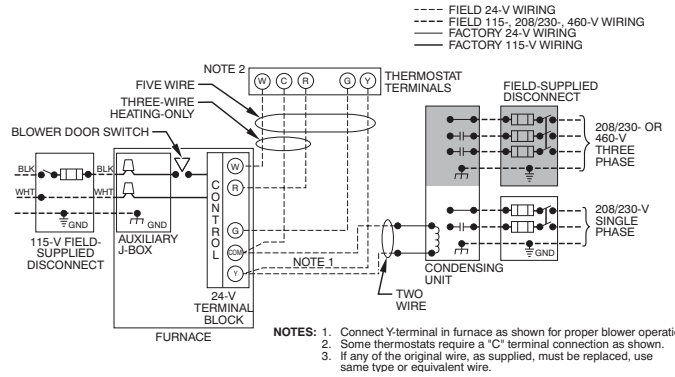 FIELD 24-V WIRING
FIELD 115-, 208/230-, 460-V WIRING
FACTORY 24-V WIRING
FACTORY 115-V WIRING
NOTE 2
W C R G Y
THERMOSTAT
TERMINALS
FIVE WIRE
THREE-WIRE
HEATING-ONLY
BLOWER DOOR SWITCH
FIELD-SUPPLIED
DISCONNECT
208/230- OR
460-V
THREE
PHASE
BLK
BLK
WHT
WHT
GND
GND
115-V FIELD-
SUPPLIED
DISCONNECT
AUXILIARY
J-BOX
CONTROL
W
R
G
COM
Y
NOTE 1
24-V
TERMINAL
BLOCK
FURNACE
TWO
WIRE
CONDENSING
UNIT
GND
208/230-V
SINGLE
PHASE
NOTES: 1. Connect Y-terminal in furnace as shown for proper blower operati
2. Some thermostats require a "C" terminal connection as shown.
3. If any of the original wire, as supplied, must be replaced, use
same type or equivalent wire.